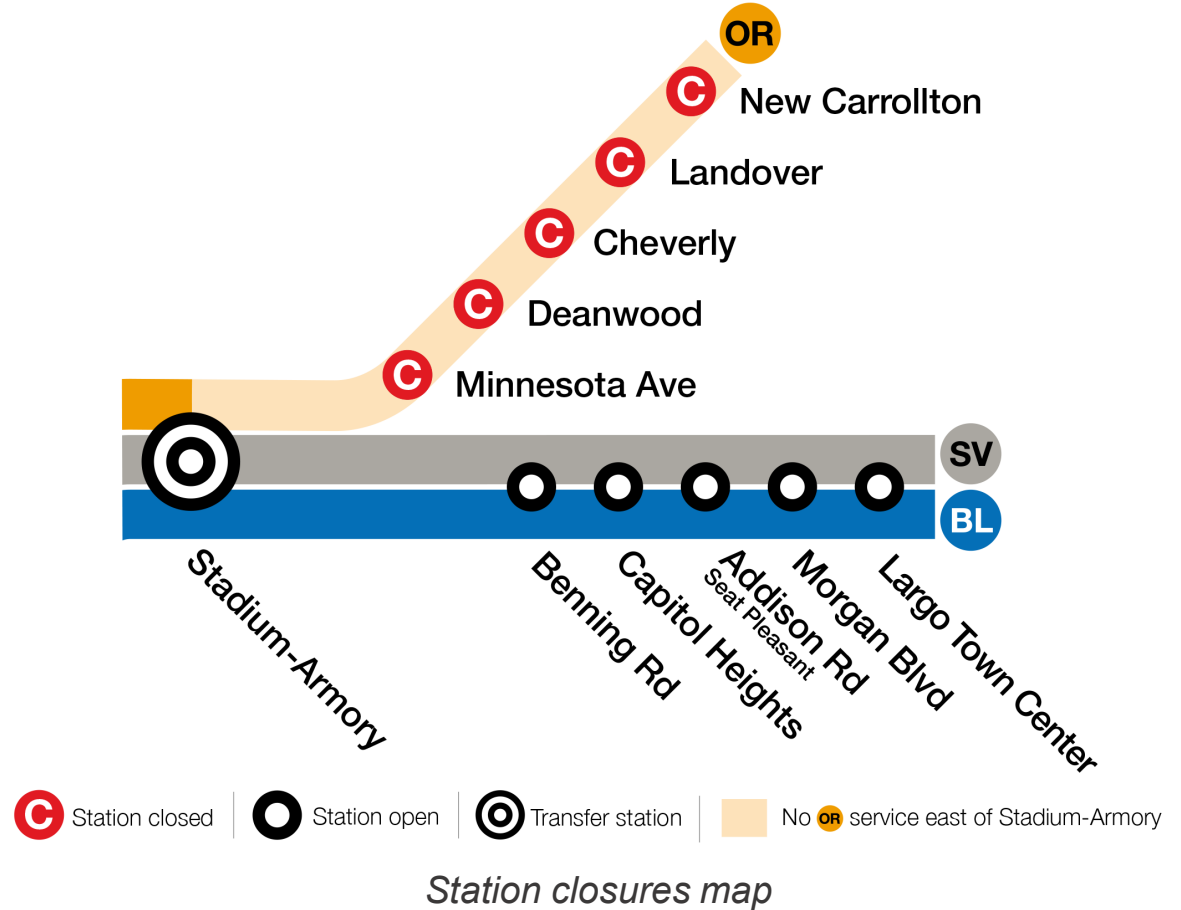 OR
C New Carrollton
C Landover
C Cheverly
C Deanwood
C Minnesota Ave
SV
BL
Stadium-Armory
Benning Rd
Capitol Heights
Addison Rd
Seat Pleasant
Morgan Blvd
Largo Town Center
C Station closed
Station open
Transfer station
No OR service east of Stadium-Armory
Station closures map